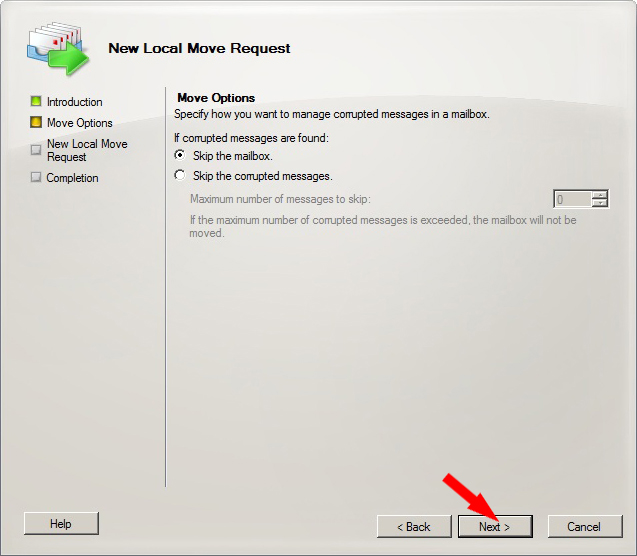 New Local Move Request
Introduction
Move Options
New Local Move
Request
Completion
Move Options
Specify how you want to manage corrupted messages in a mailbox.
If corrupted messages are found:
Skip the mailbox.
Skip the corrupted messages.
Maximum number of messages to skip:
0
If the maximum number of corrupted messages is exceeded, the mailbox will not be
moved.
Help
< Back
Next >
Cancel